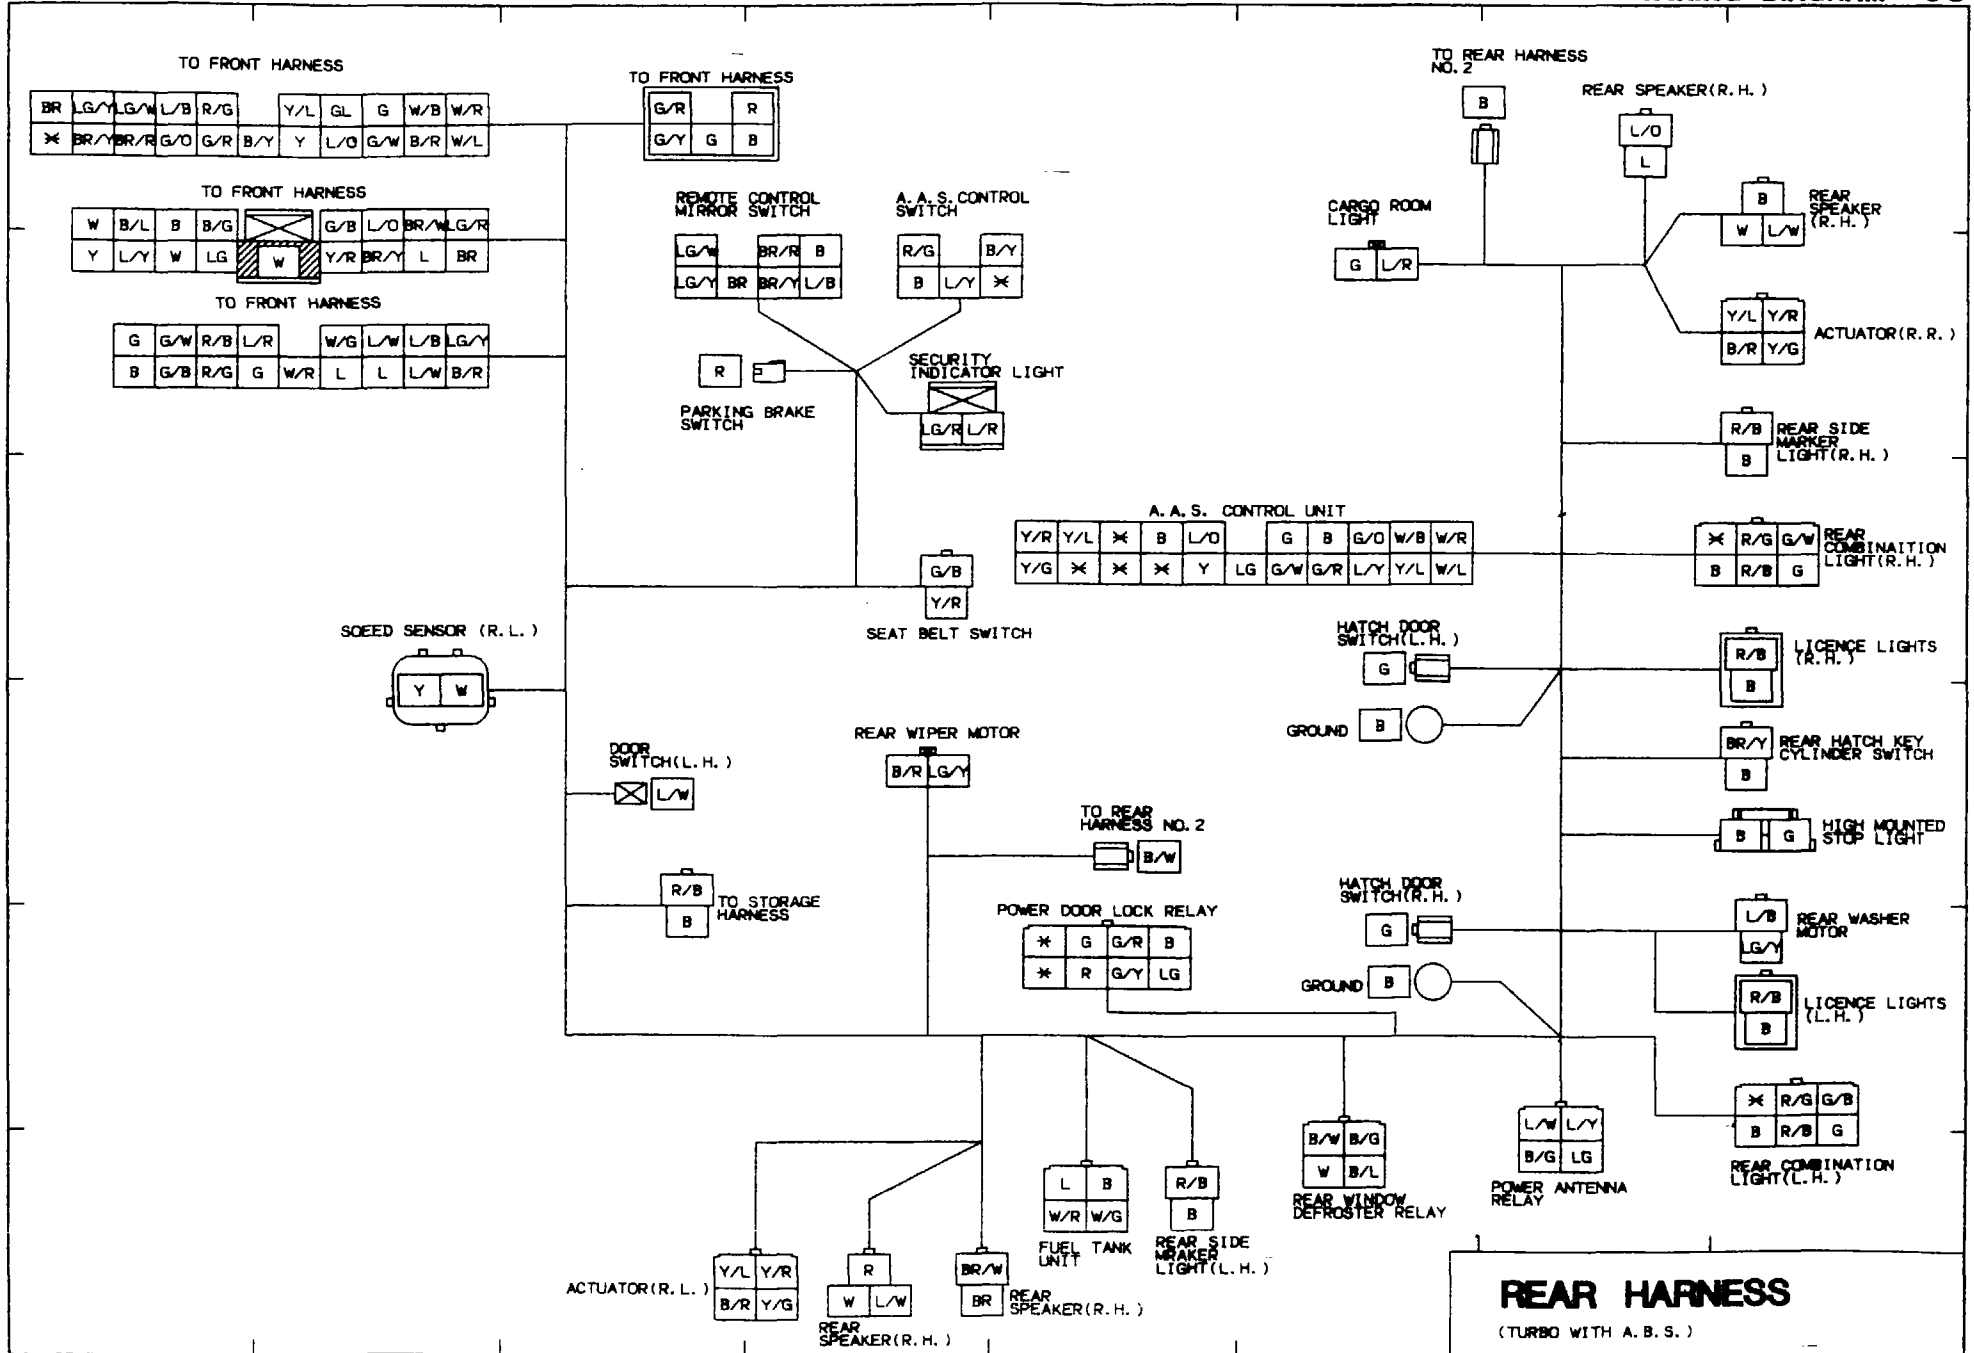 TO FRONT HARNESS
BR LG/Y LG/W L/B R/G Y/L GL G W/B W/R
* BR/Y BR/R G/O G/R B/Y Y L/O G/W B/R W/L
TO FRONT HARNESS
W B/L B B/G G/B L/O BR/W LG/R
Y L/Y W LG W Y/R BR/Y L BR
TO FRONT HARNESS
G G/W R/B L/R W/G L/W L/B LG/Y
B G/B R/G G W/R L L L/W B/R
TO FRONT HARNESS
G/R R
G/Y G B
REMOTE CONTROL
MIRROR SWITCH
LG/W BR/R B
LG/Y BR BR/Y L/B
A.A.S.CONTROL
SWITCH
R/G B/Y
B L/Y *
R
PARKING BRAKE
SWITCH
SECURITY
INDICATOR LIGHT
LG/R L/R
G/B
Y/R
SEAT BELT SWITCH
SOEED SENSOR (R.L.)
Y W
DOOR
SWITCH(L.H.)
L/W
REAR WIPER MOTOR
B/R LG/Y
TO REAR
HARNESS NO.2
B/W
R/B
B
TO STORAGE
HARNESS
POWER DOOR LOCK RELAY
* G G/R B
* R G/Y LG
TO REAR HARNESS
NO.2
B
REAR SPEAKER(R.H.)
L/O
L
CARGO ROOM
LIGHT
G L/R
B
W L/W
REAR
SPEAKER
(R.H.)
Y/L Y/R
B/R Y/G
ACTUATOR(R.R.)
R/B
B
REAR SIDE
MARKER
LIGHT(R.H.)
A.A.S. CONTROL UNIT
Y/R Y/L * B L/O G B G/O W/B W/R
Y/G * * * Y LG G/W G/R L/Y Y/L W/L
* R/G G/W
B R/B G
REAR
COMBINAITION
LIGHT(R.H.)
HATCH DOOR
SWITCH(L.H.)
G
GROUND B
R/B
B
LICENCE LIGHTS
(R.H.)
BR/Y
B
REAR HATCH KEY
CYLINDER SWITCH
B G
HIGH MOUNTED
STOP LIGHT
HATCH DOOR
SWITCH(R.H.)
G
GROUND B
L/B
LG/Y
REAR WASHER
MOTOR
R/B
B
LICENCE LIGHTS
(L.H.)
* R/G G/B
B R/B G
REAR COMBINATION
LIGHT(L.H.)
ACTUATOR(R.L.)
Y/L Y/R
B/R Y/G
R
W L/W
REAR
SPEAKER(R.H.)
BR/W
BR
REAR
SPEAKER(R.H.)
L B
W/R W/G
FUEL TANK
UNIT
R/B
B
REAR SIDE
MRAKER
LIGHT(L.H.)
B/W B/G
W B/L
REAR WINDOW
DEFROSTER RELAY
L/W L/Y
B/G LG
POWER ANTENNA
RELAY
REAR HARNESS
(TURBO WITH A.B.S.)